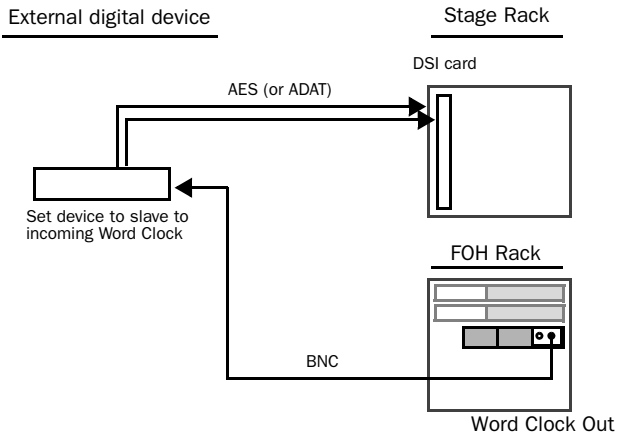 External digital device
Stage Rack
DSI card
AES (or ADAT)
Set device to slave to
incoming Word Clock
FOH Rack
BNC
Word Clock Out